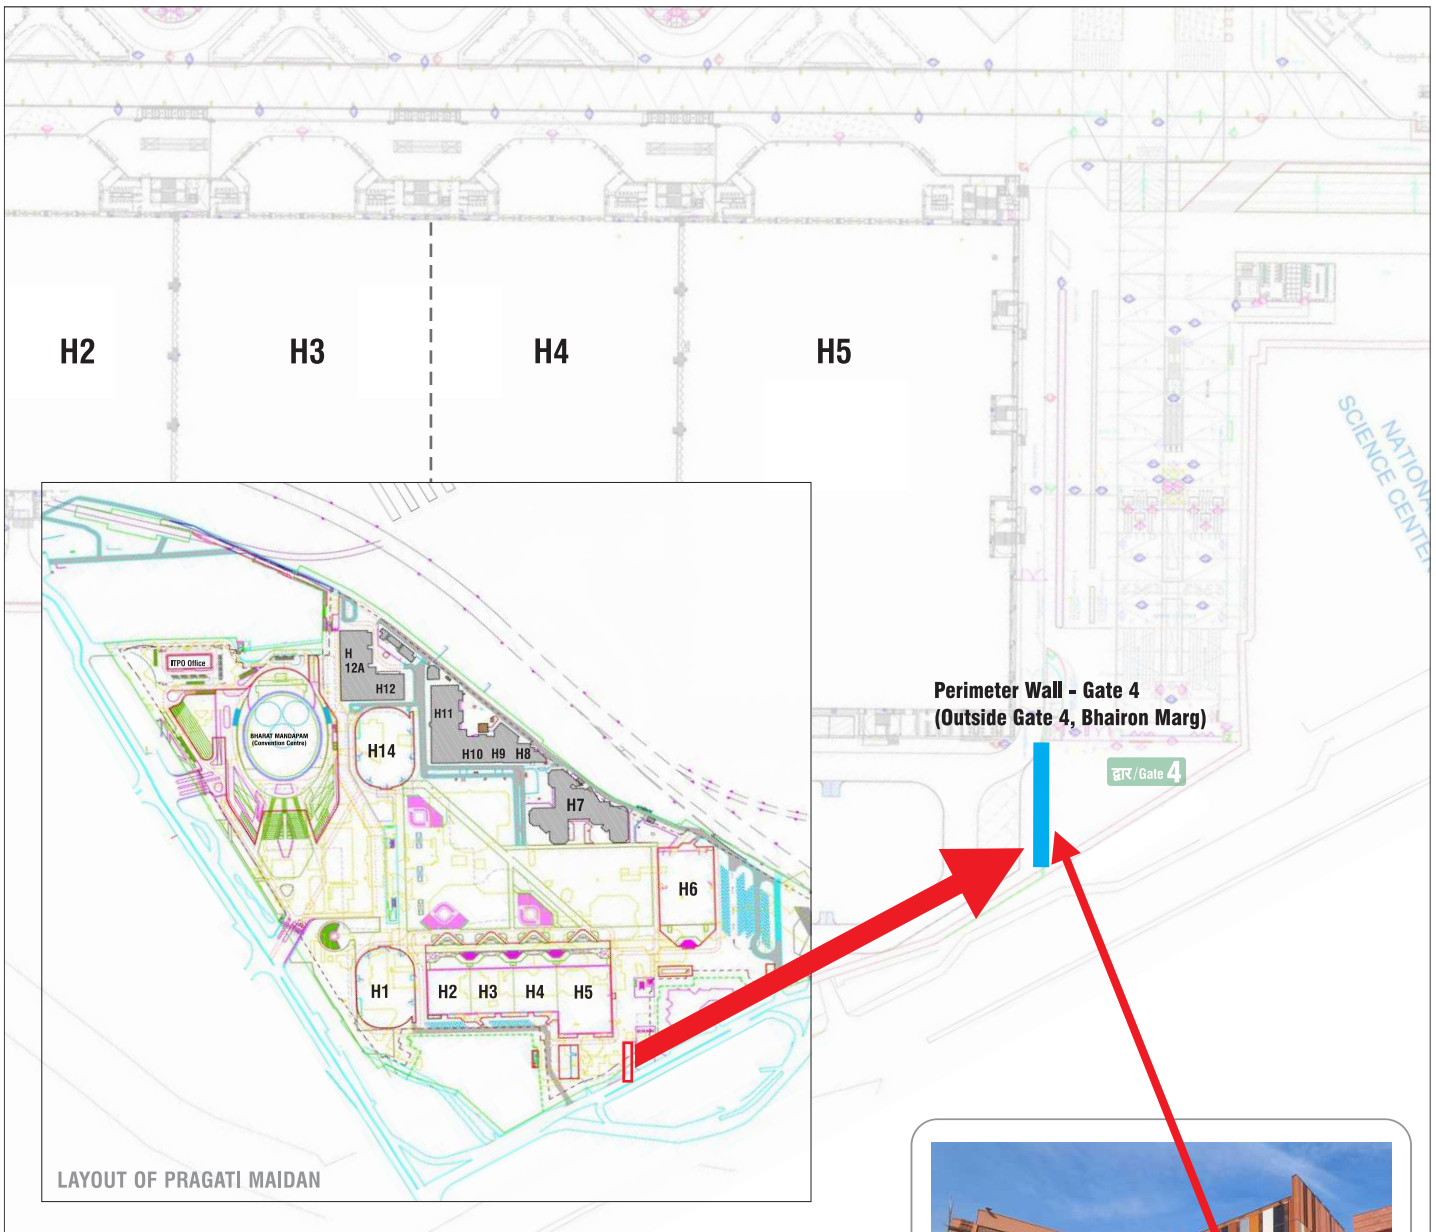 H2
H3
H4
H5
NATIONAL
SCIENCE CENTER
Perimeter Wall - Gate 4
(Outside Gate 4, Bhairon Marg)
द्वार/Gate 4
ITPO Office
BHARAT MANDAPAM
(Convention Centre)
H
12A
H12
H11
H14
H10
H9
H8
H7
H6
H1
H2
H3
H4
H5
LAYOUT OF PRAGATI MAIDAN